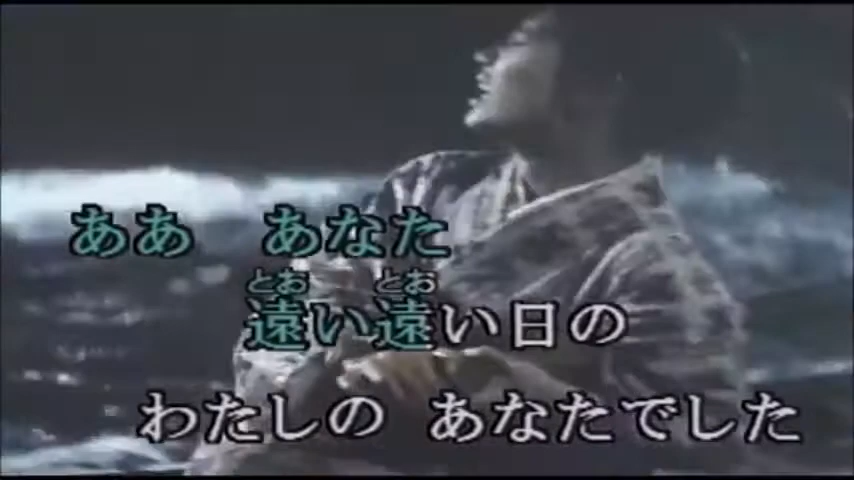 ああ　あなた
とお　とお
遠い遠い日の
わたしの　あなたでした